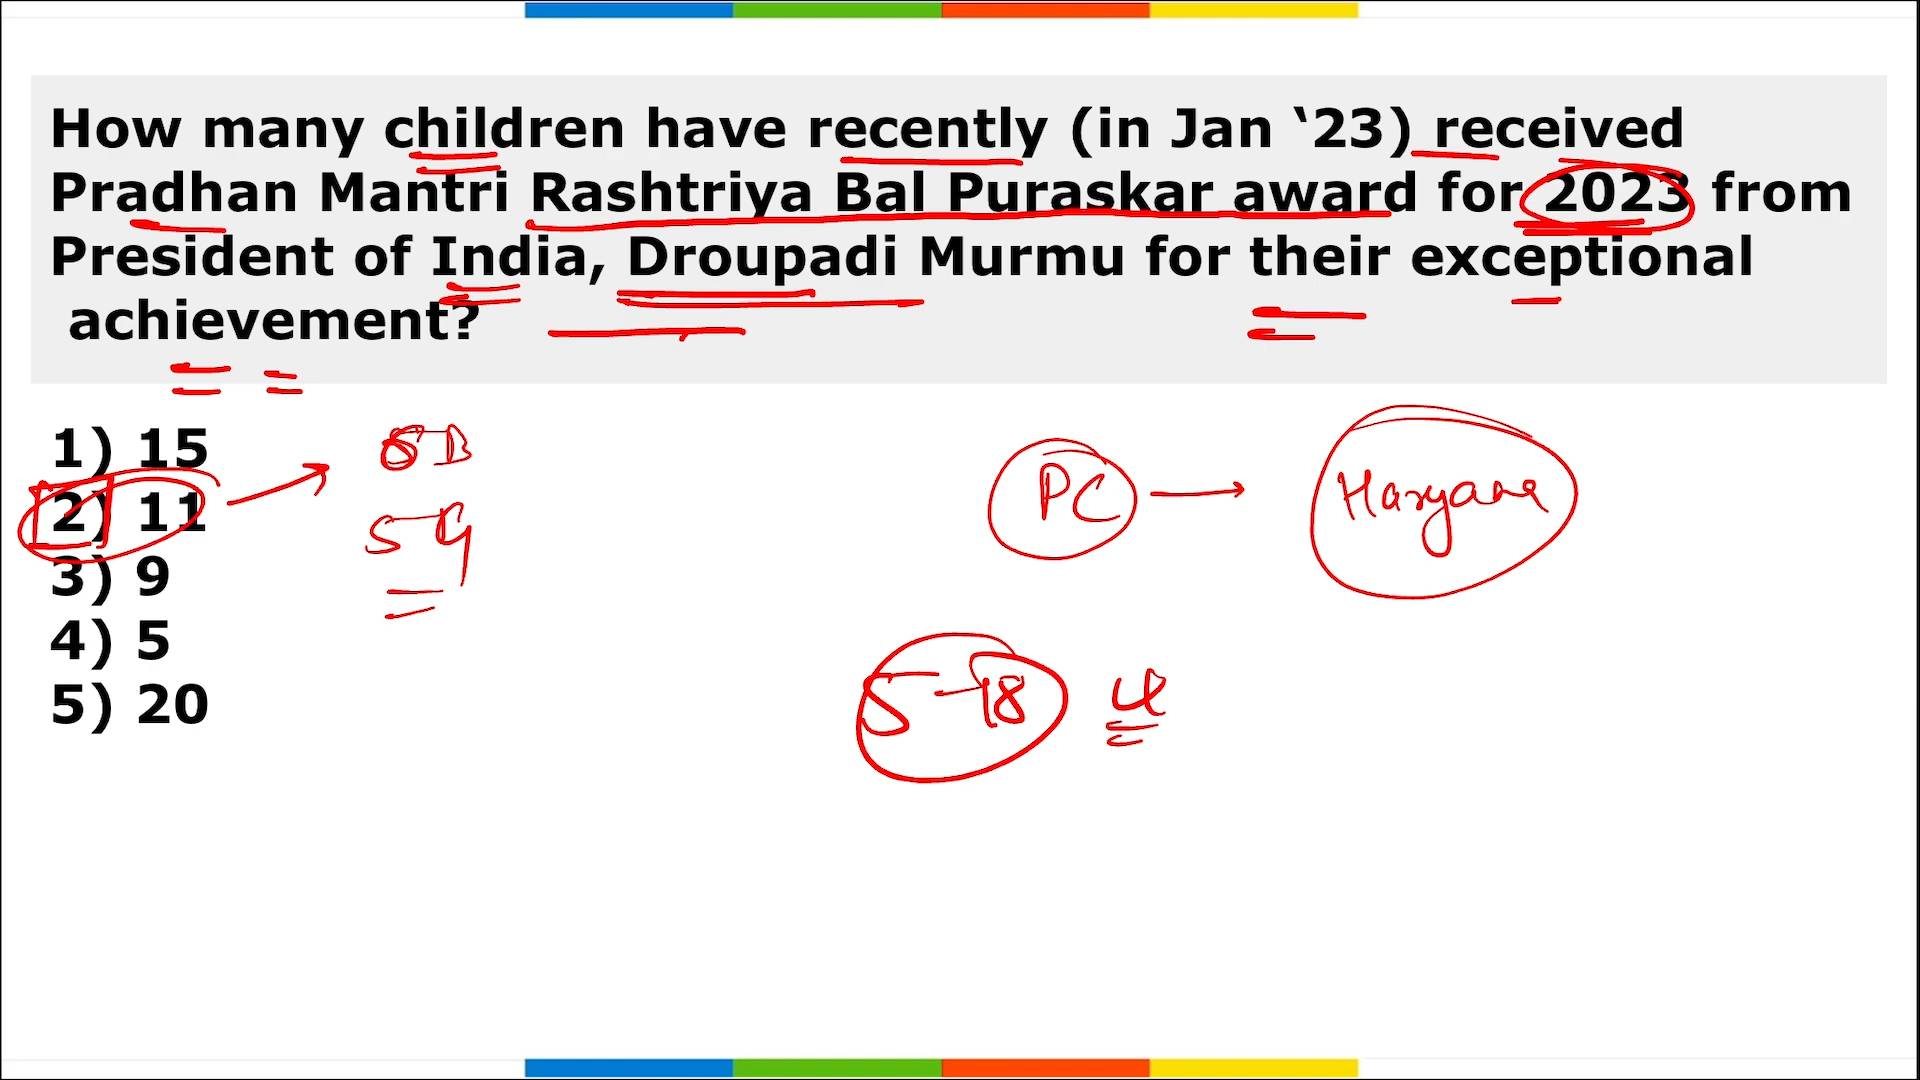 How many children have recently (in Jan ‘23) received
Pradhan Mantri Rashtriya Bal Puraskar award for 2023 from
President of India, Droupadi Murmu for their exceptional
achievement?
1) 15
2) 11
3) 9
4) 5
5) 20
B
5 G
PC → Haryana
5-18